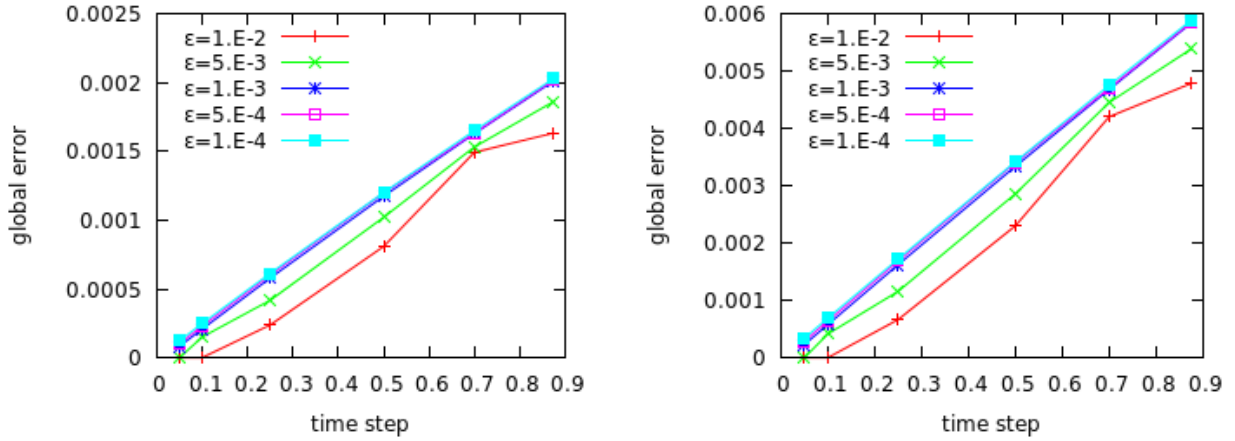 0.0025
0.002
0.0015
0.001
0.0005
0
global error
ε=1.E-2
ε=5.E-3
ε=1.E-3
ε=5.E-4
ε=1.E-4
0 0.1 0.2 0.3 0.4 0.5 0.6 0.7 0.8 0.9
time step
0.006
0.005
0.004
0.003
0.002
0.001
0
global error
ε=1.E-2
ε=5.E-3
ε=1.E-3
ε=5.E-4
ε=1.E-4
0 0.1 0.2 0.3 0.4 0.5 0.6 0.7 0.8 0.9
time step